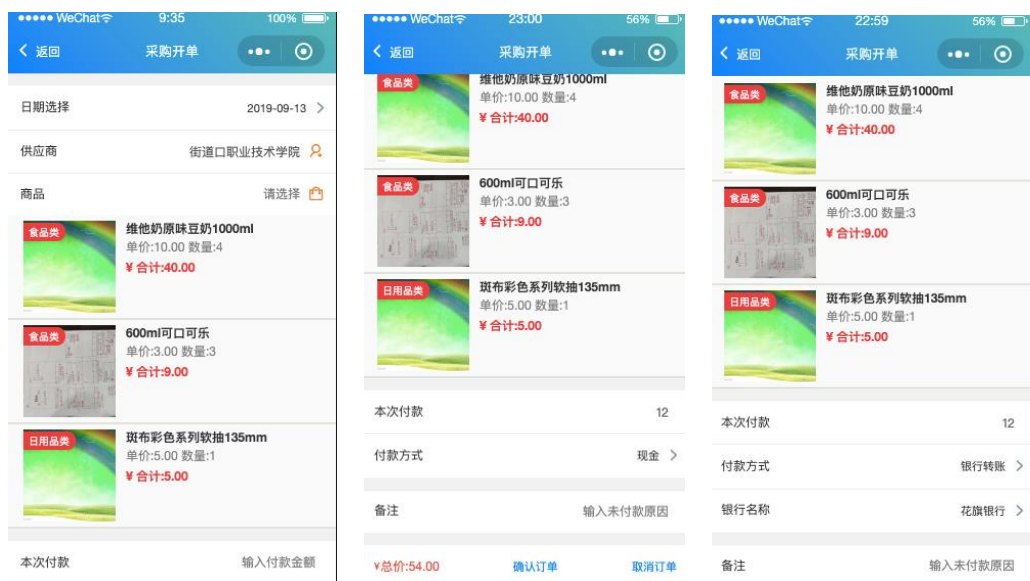 ●●●●● WeChat 9:35 100%
返回 采购开单
日期选择 2019-09-13
供应商 街道口职业技术学院
商品 请选择
食品类
维他奶原味豆奶1000ml
单价:10.00 数量:4
¥ 合计:40.00
食品类
600ml可口可乐
单价:3.00 数量:3
¥ 合计:9.00
日用品类
斑布彩色系列软抽135mm
单价:5.00 数量:1
¥ 合计:5.00
本次付款 输入付款金额
●●●●● WeChat 23:00 56%
返回 采购开单
食品类
维他奶原味豆奶1000ml
单价:10.00 数量:4
¥ 合计:40.00
食品类
600ml可口可乐
单价:3.00 数量:3
¥ 合计:9.00
日用品类
斑布彩色系列软抽135mm
单价:5.00 数量:1
¥ 合计:5.00
本次付款 12
付款方式 现金
备注 输入未付款原因
¥总价:54.00 确认订单 取消订单
●●●●● WeChat 22:59 56%
返回 采购开单
食品类
维他奶原味豆奶1000ml
单价:10.00 数量:4
¥ 合计:40.00
食品类
600ml可口可乐
单价:3.00 数量:3
¥ 合计:9.00
日用品类
斑布彩色系列软抽135mm
单价:5.00 数量:1
¥ 合计:5.00
本次付款 12
付款方式 银行转账
银行名称 花旗银行
备注 输入未付款原因